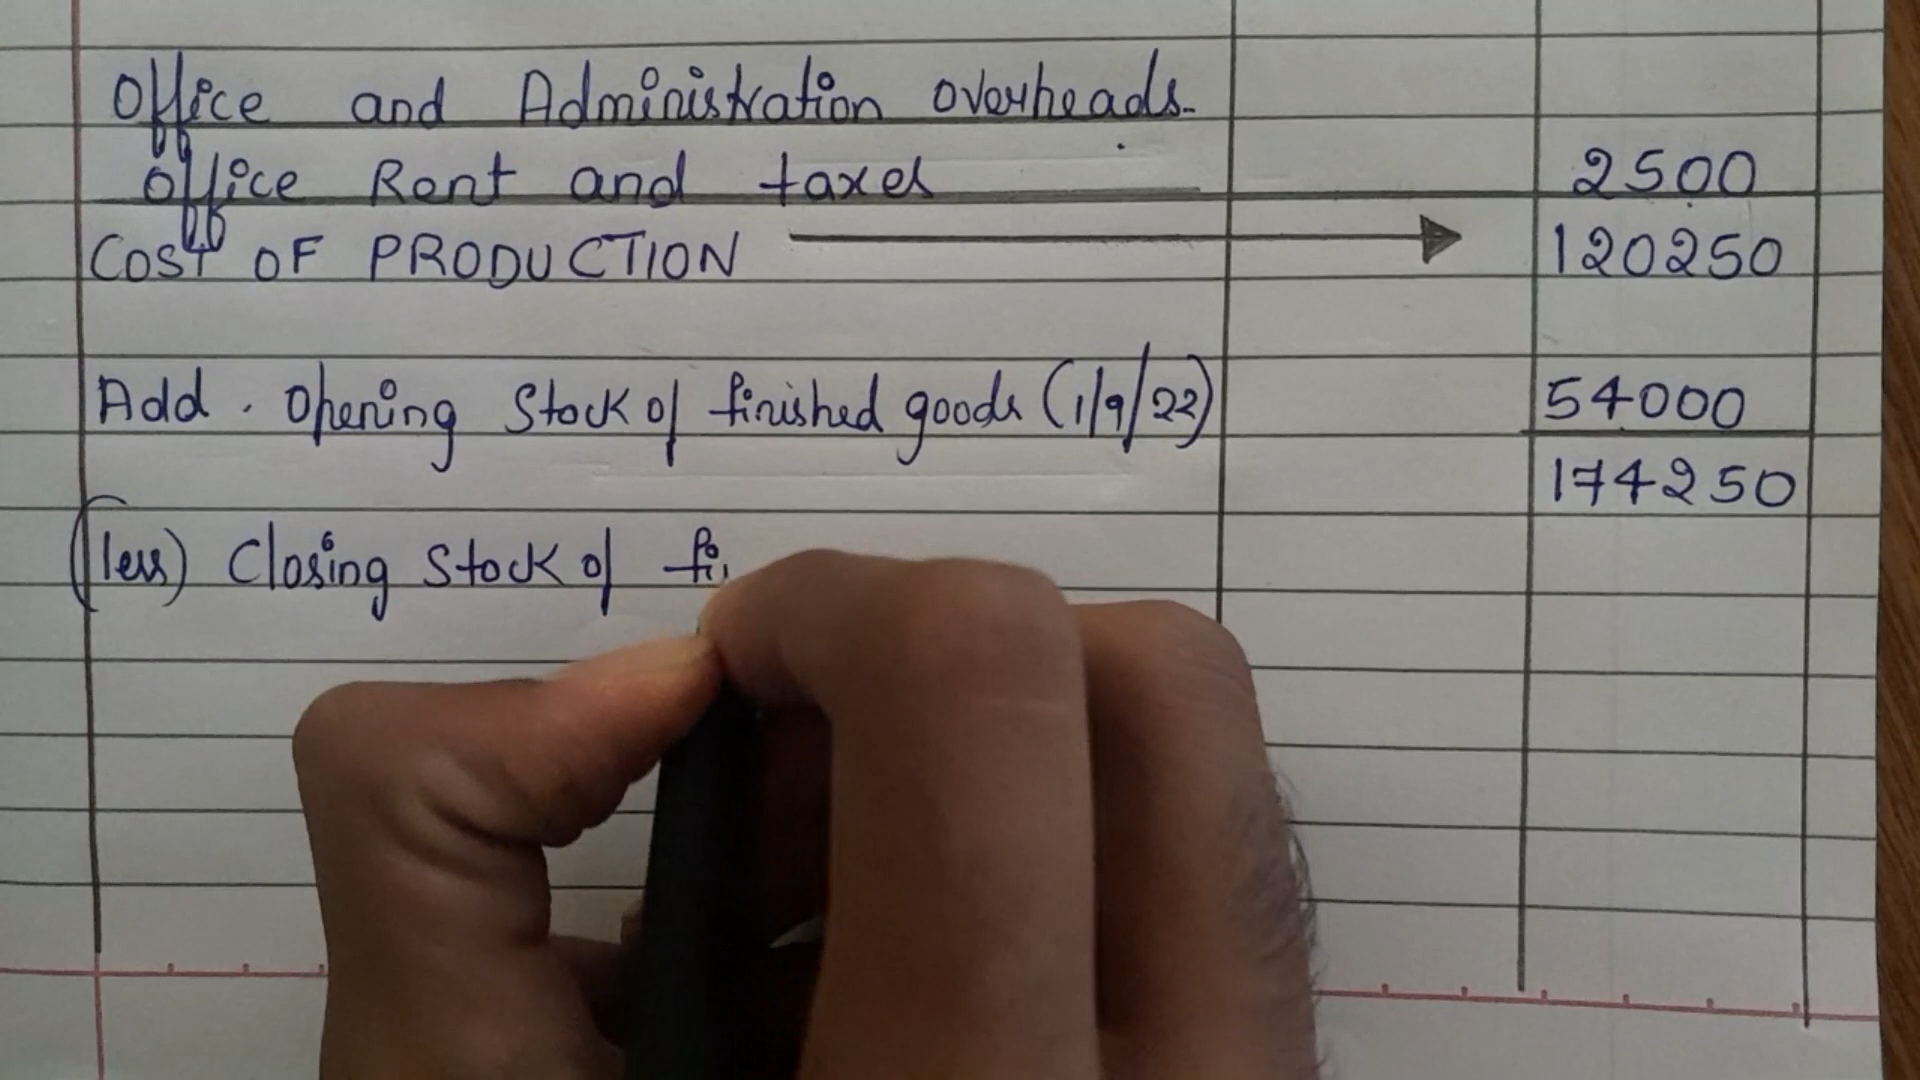 Office and Administration overheads.
Office Rent and taxes 2500
COST OF PRODUCTION 120250
Add. Opening Stock of finished goods (1/9/22) 54000
174250
(less) Closing Stock of fi